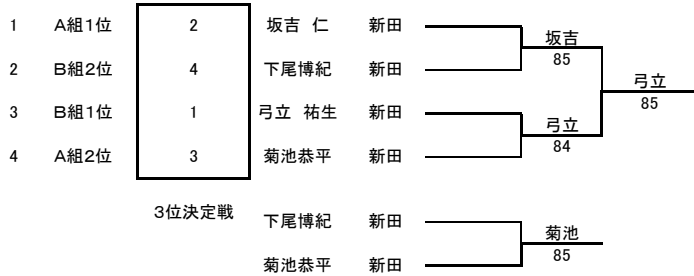 1 A組1位 2 坂吉 仁 新田
坂吉
85
2 B組2位 4 下尾博紀 新田
弓立
85
3 B組1位 1 弓立 祐生 新田
弓立
84
4 A組2位 3 菊池恭平 新田
3位決定戦
下尾博紀 新田
菊池
85
菊池恭平 新田